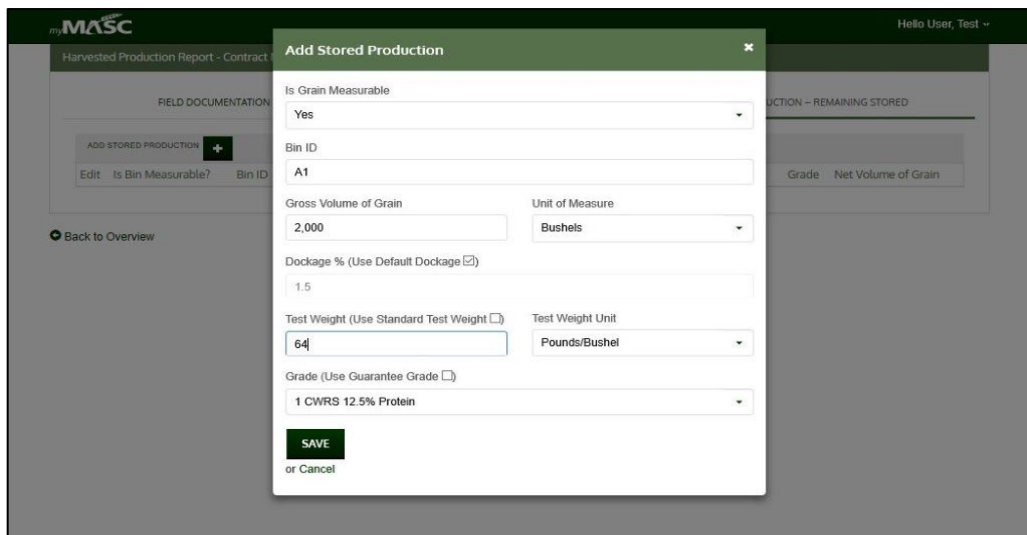 myMASC
Hello User, Test
Harvested Production Report - Contract
FIELD DOCUMENTATION
UCTION – REMAINING STORED
ADD STORED PRODUCTION +
Edit Is Bin Measurable? Bin ID Grade Net Volume of Grain
Back to Overview
Add Stored Production ×
Is Grain Measurable
Yes
Bin ID
A1
Gross Volume of Grain Unit of Measure
2,000 Bushels
Dockage % (Use Default Dockage ☑)
1.5
Test Weight (Use Standard Test Weight ☐) Test Weight Unit
64 Pounds/Bushel
Grade (Use Guarantee Grade ☐)
1 CWRS 12.5% Protein
SAVE
or Cancel